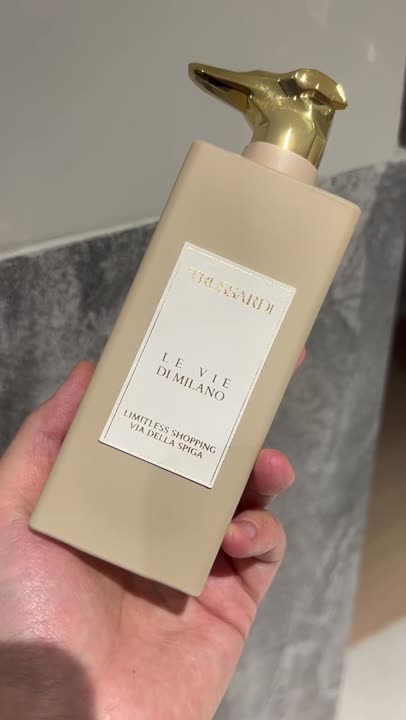 TRUSSARDI
LE VIE
DI MILANO
LIMITLESS SHOPPING
VIA DELLA SPIGA